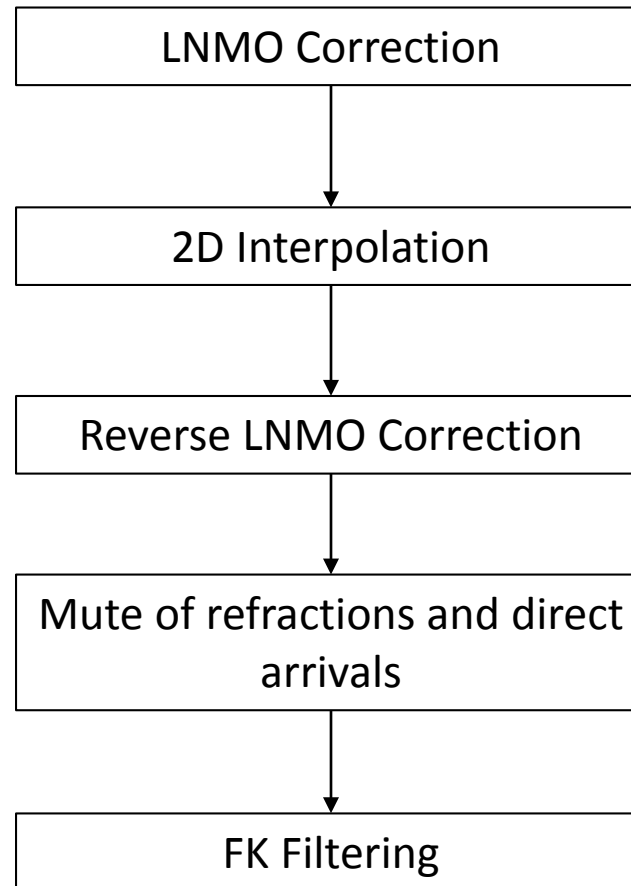 LNMO Correction
2D Interpolation
Reverse LNMO Correction
Mute of refractions and direct
arrivals
FK Filtering